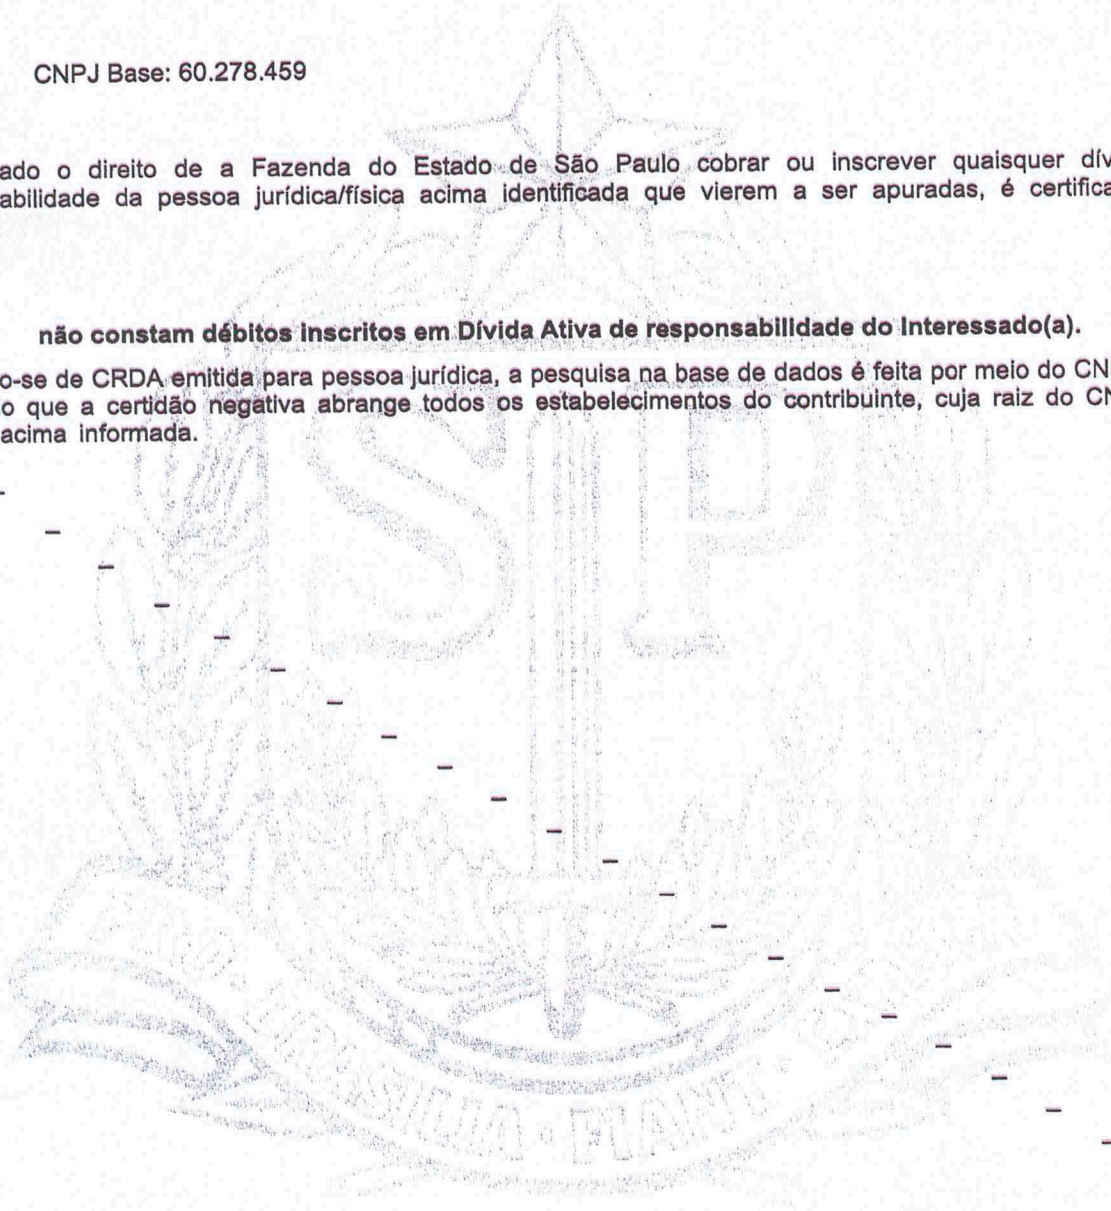 CNPJ Base: 60.278.459
ado o direito de a Fazenda do Estado de São Paulo cobrar ou inscrever quaisquer dív
abilidade da pessoa jurídica/física acima identificada que vierem a ser apuradas, é certifica
não constam débitos inscritos em Dívida Ativa de responsabilidade do Interessado(a).
o-se de CRDA emitida para pessoa jurídica, a pesquisa na base de dados é feita por meio do CN
o que a certidão negativa abrange todos os estabelecimentos do contribuinte, cuja raiz do CN
acima informada.
SP
BRASILIA · FIANT ·